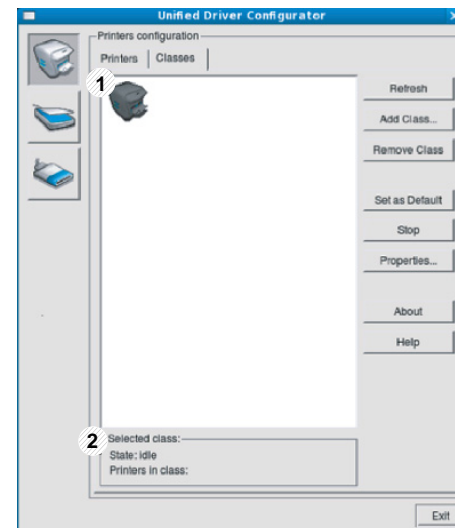 Unified Driver Configurator
Printers configuration
Printers
Classes
1
Refresh
Add Class...
Remove Class
Set as Default
Stop
Properties...
About
Help
2
Selected class:
State: idle
Printers in class:
Exit